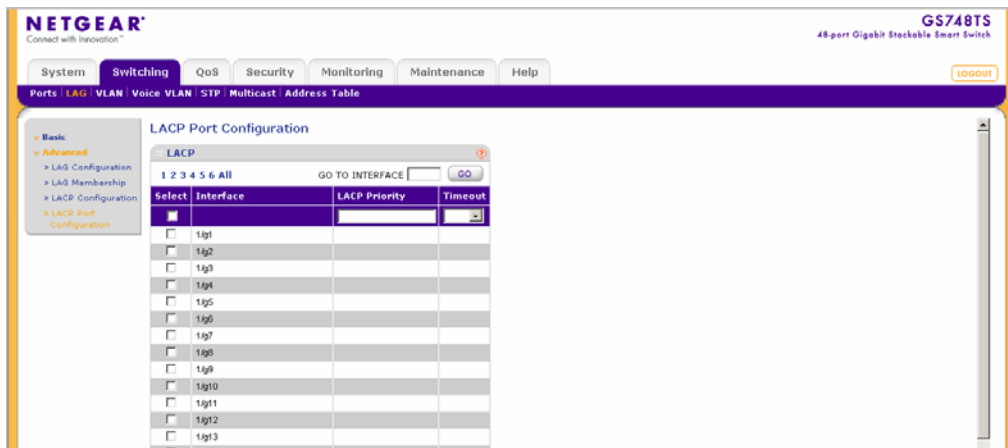 NETGEAR
Connect with Innovation™
GS748TS
48-port Gigabit Stackable Smart Switch
System Switching QoS Security Monitoring Maintenance Help
LOGOUT
Ports LAG VLAN Voice VLAN STP Multicast Address Table
Basic
Advanced
LAG Configuration
LAG Membership
LACP Configuration
LACP Port
Configuration
LACP Port Configuration
LACP
1 2 3 4 5 6 All GO TO INTERFACE GO
Select Interface LACP Priority Timeout
1/g1
1/g2
1/g3
1/g4
1/g5
1/g6
1/g7
1/g8
1/g9
1/g10
1/g11
1/g12
1/g13